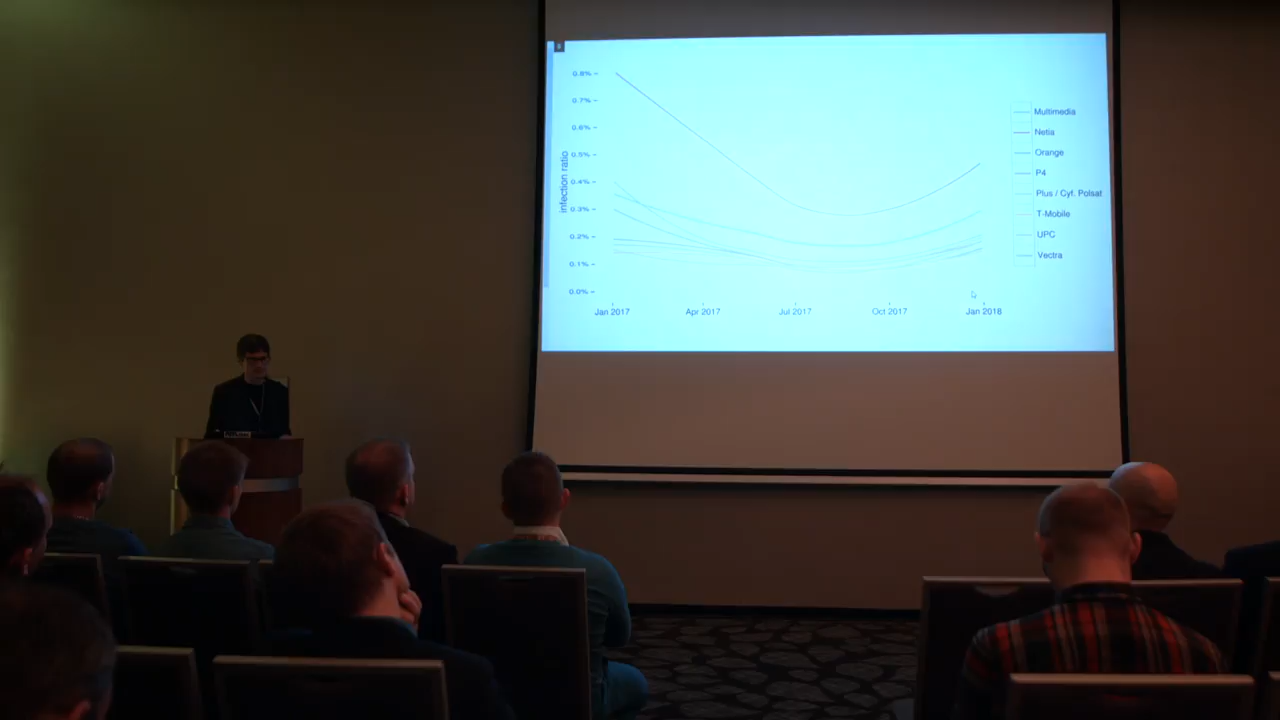 0.8%
0.7%
0.6%
0.5%
0.4%
0.3%
0.2%
0.1%
0.0%
infection ratio
Jan 2017
Apr 2017
Jul 2017
Oct 2017
Jan 2018
Multimedia
Netia
Orange
P4
Plus / Cyf. Polsat
T-Mobile
UPC
Vectra